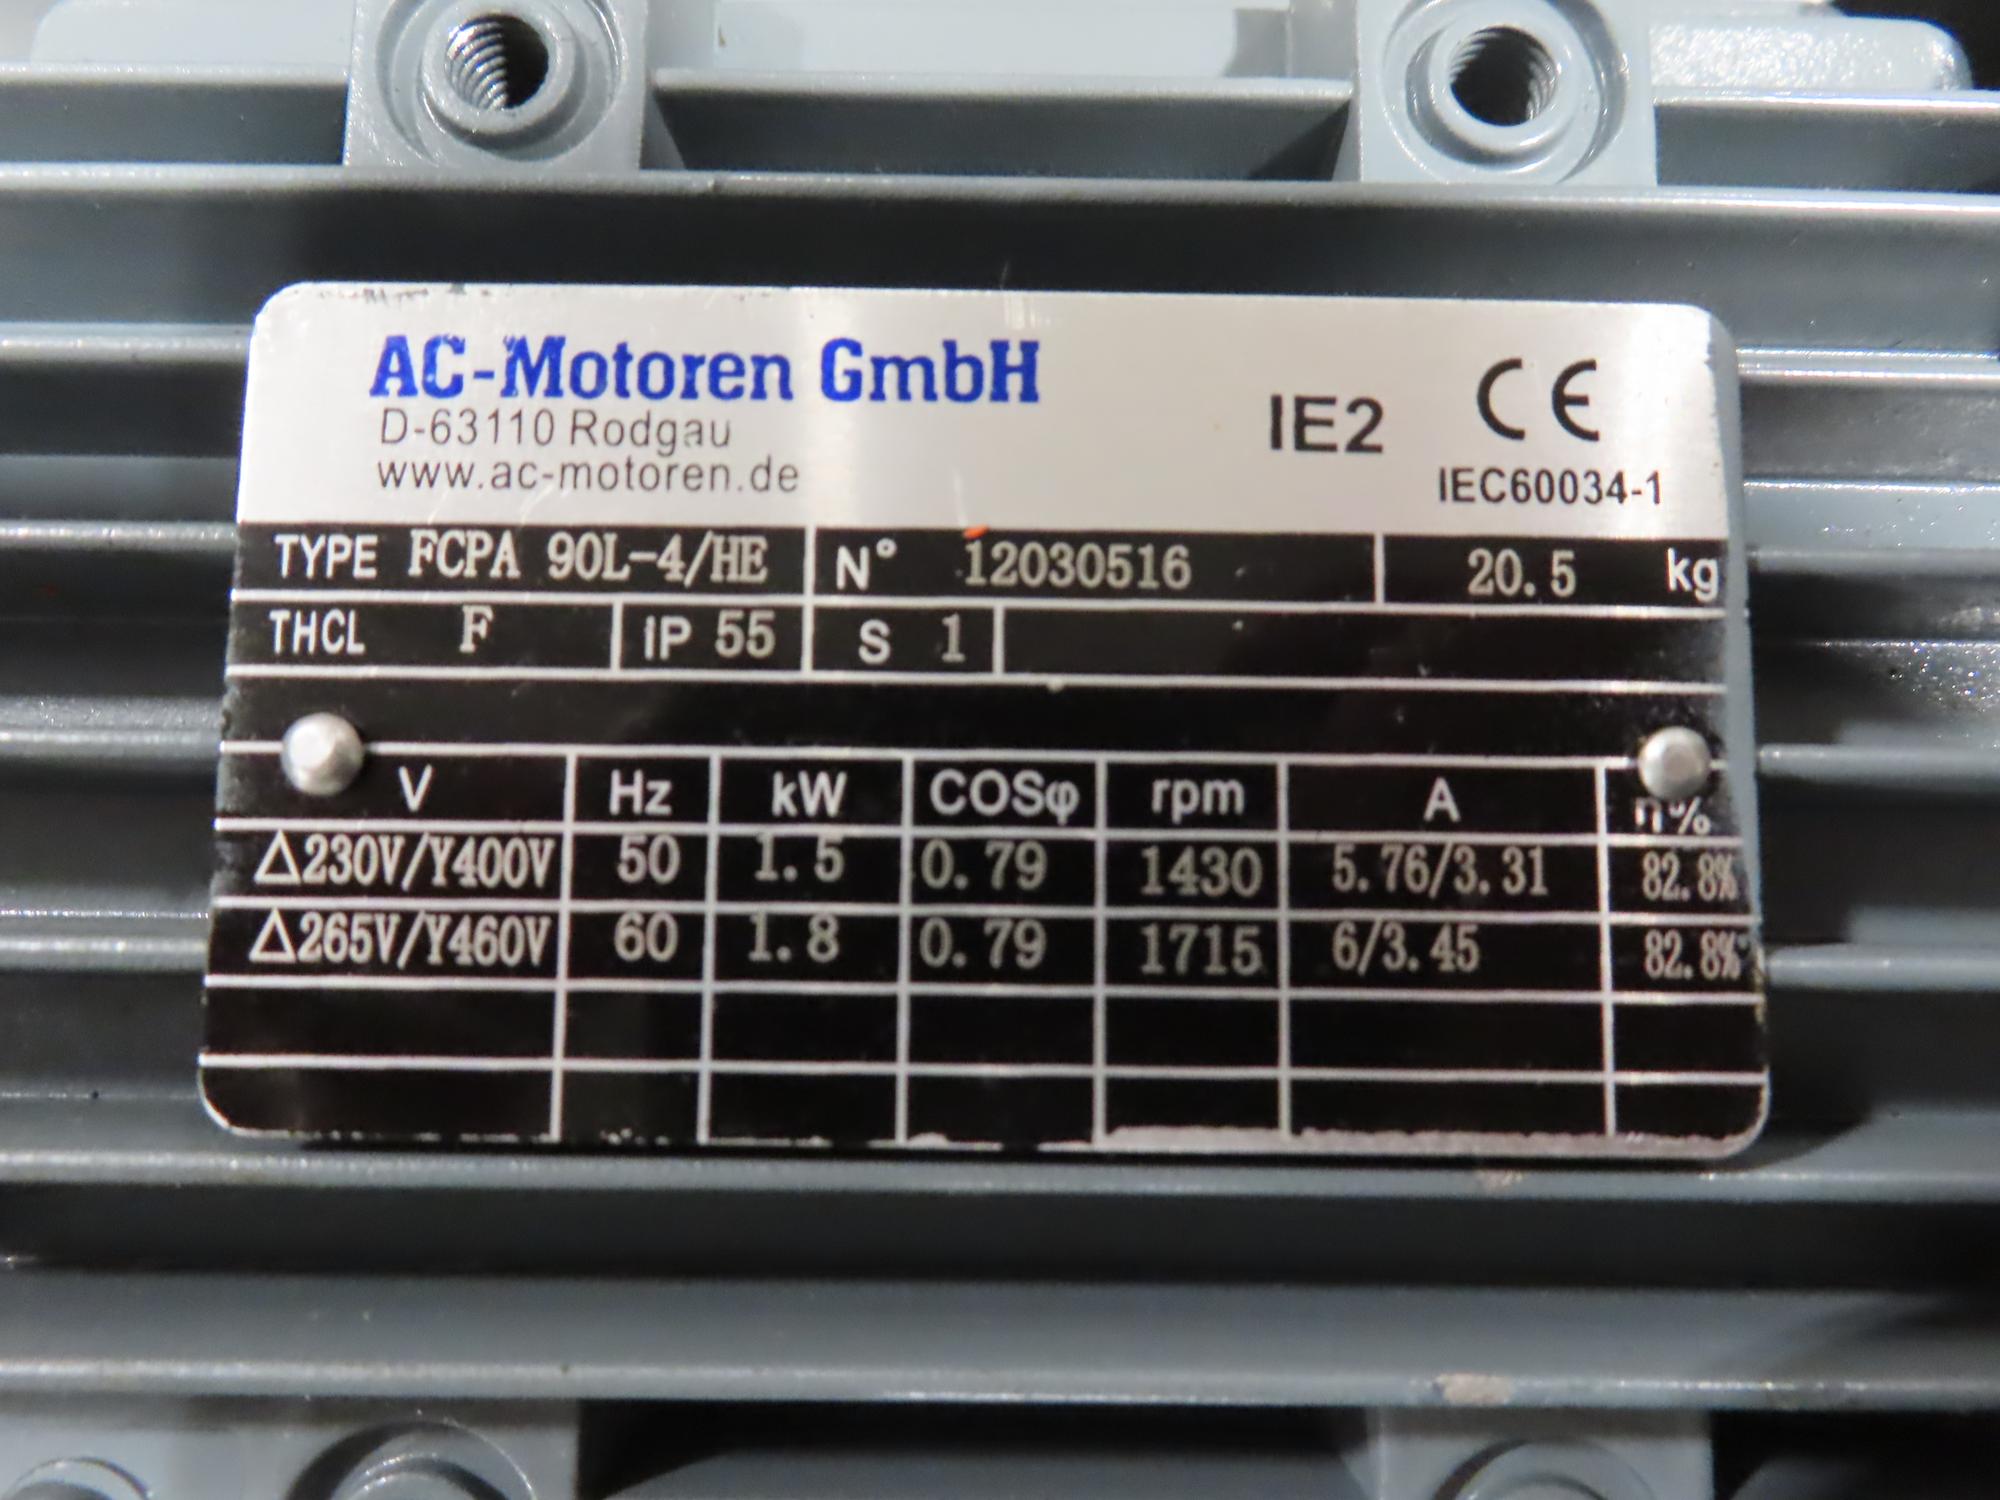 AC-Motoren GmbH
D-63110 Rodgau
www.ac-motoren.de
IE2
CE
IEC60034-1
TYPE FCPA 90L-4/HE N° 12030516 20.5 kg
THCL F IP 55 S 1
V Hz kW COSφ rpm A η%
△230V/Y400V 50 1.5 0.79 1430 5.76/3.31 82.8%
△265V/Y460V 60 1.8 0.79 1715 6/3.45 82.8%